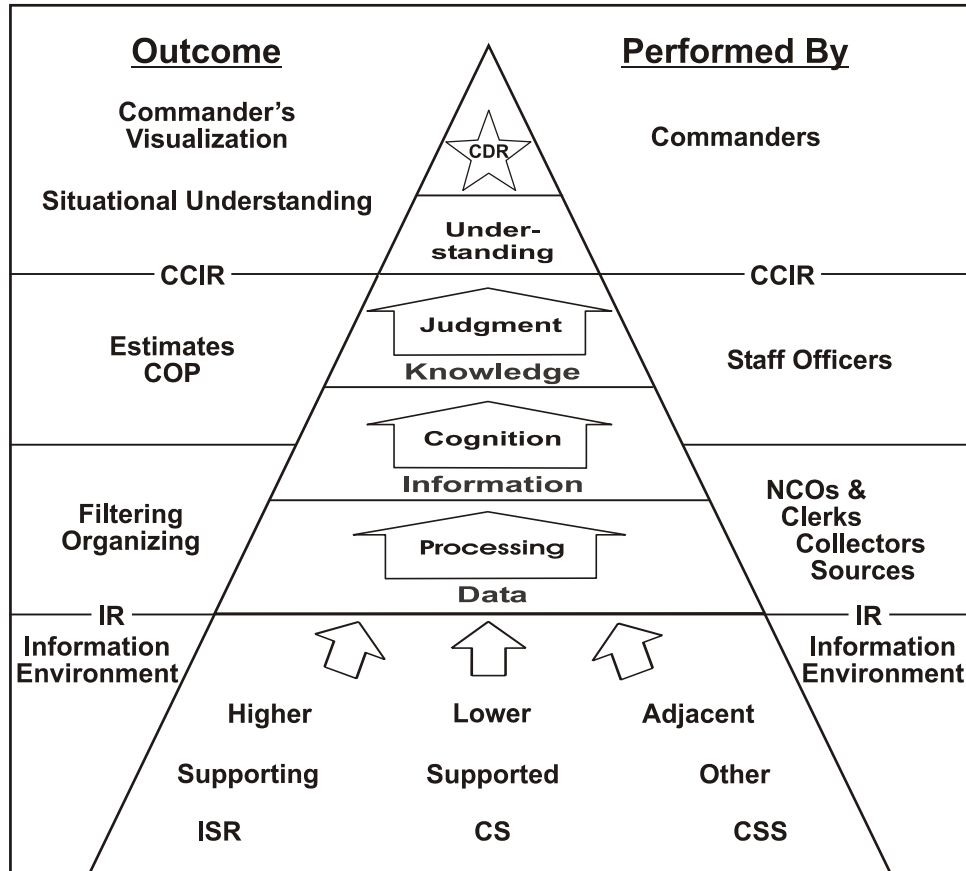 Outcome
Performed By
Commander's
Visualization
CDR
Commanders
Situational Understanding
Under-
standing
CCIR
CCIR
Judgment
Estimates
COP
Knowledge
Staff Officers
Cognition
Information
Filtering
Organizing
NCOs &
Clerks
Collectors
Sources
Processing
Data
IR
IR
Information
Environment
Information
Environment
Higher
Lower
Adjacent
Supporting
Supported
Other
ISR
CS
CSS